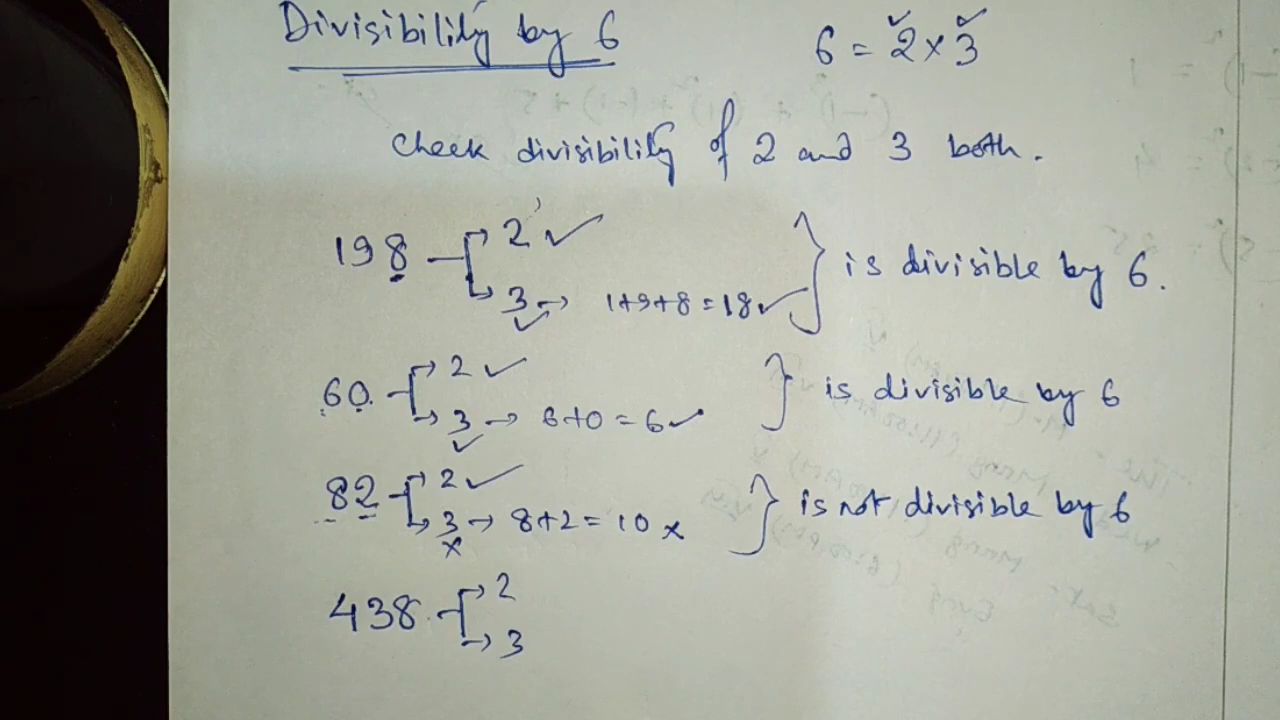 Divisibility by 6
6 = 2 × 3
Check divisibility of 2 and 3 both.
198 → 2 ✓
→ 3 → 1+9+8 = 18 ✓ } is divisible by 6.
60 → 2 ✓
→ 3 → 6+0 = 6 ✓ } is divisible by 6
82 → 2 ✓
→ 3 → 8+2 = 10 × } is not divisible by 6
438 → 2
→ 3